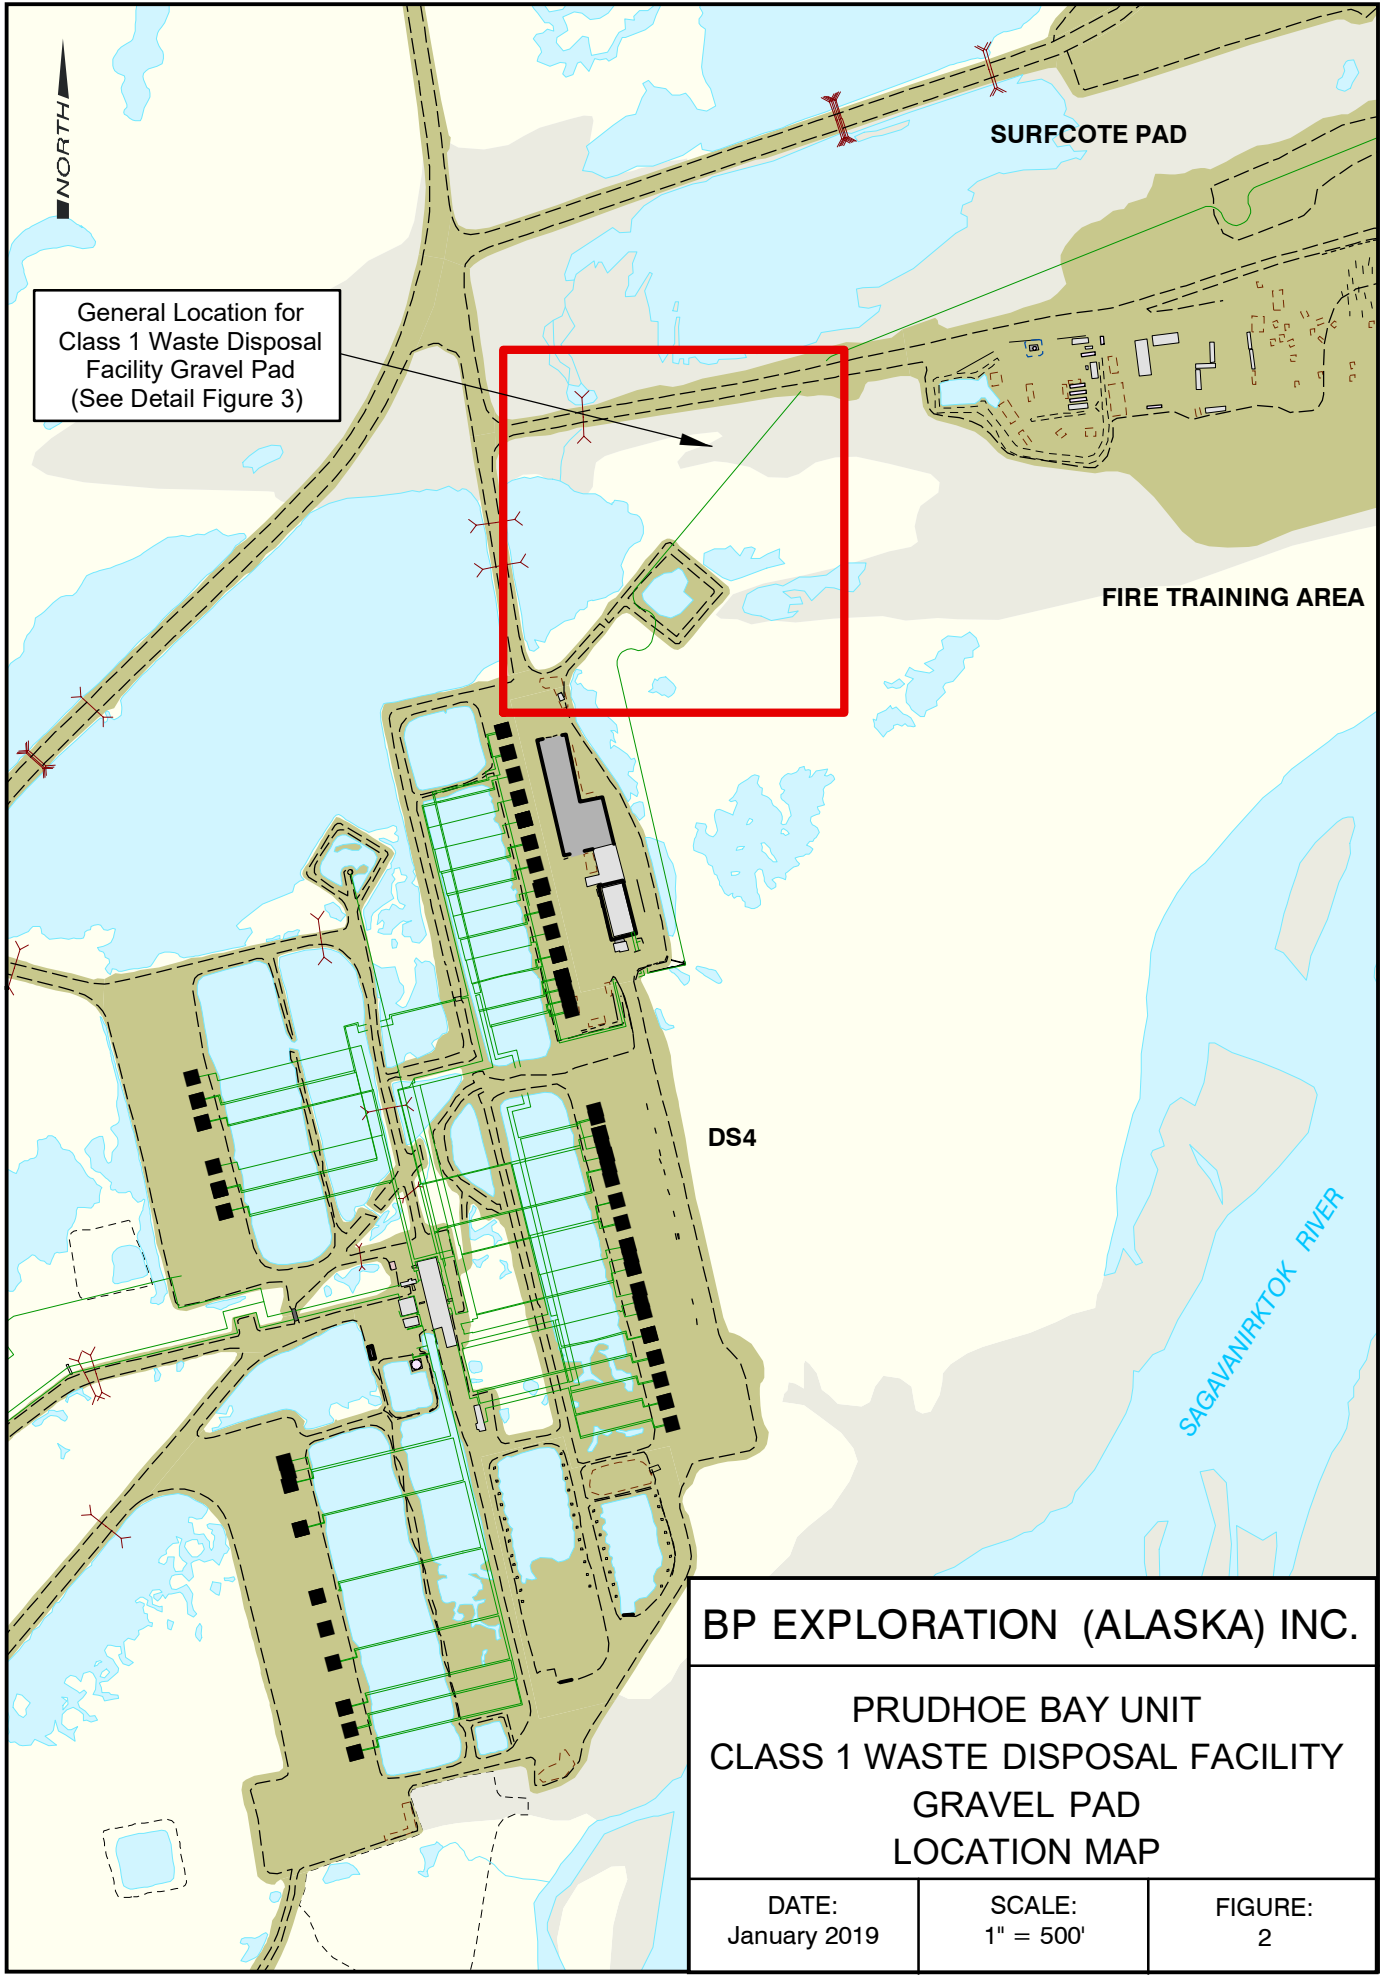 NORTH
SURFCOTE PAD
General Location for
Class 1 Waste Disposal
Facility Gravel Pad
(See Detail Figure 3)
FIRE TRAINING AREA
DS4
SAGAVANIRKTOK RIVER
BP EXPLORATION (ALASKA) INC.
PRUDHOE BAY UNIT
CLASS 1 WASTE DISPOSAL FACILITY
GRAVEL PAD
LOCATION MAP
DATE:
January 2019
SCALE:
1" = 500'
FIGURE:
2